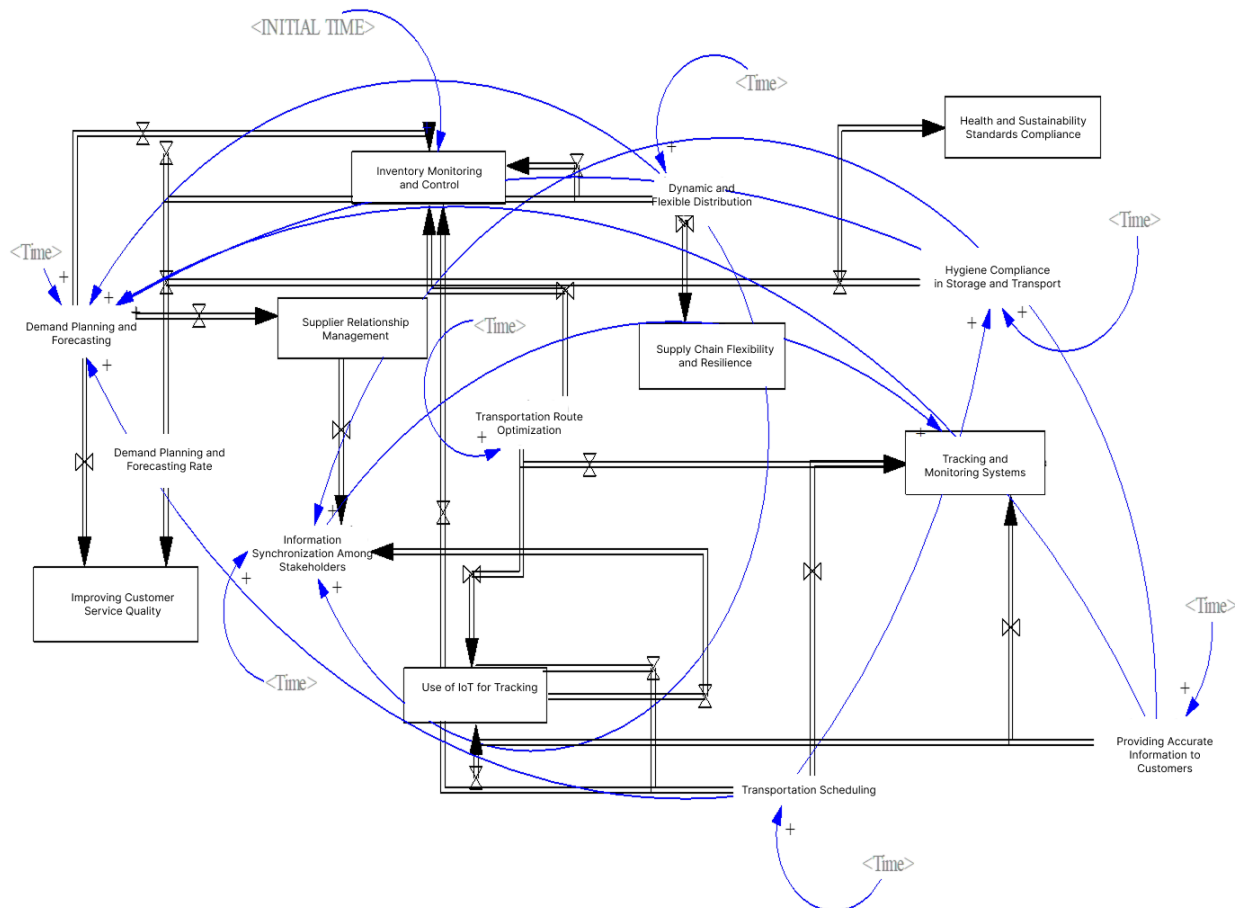 <INITIAL TIME>
<Time>
Health and Sustainability
Standards Compliance
+
Inventory Monitoring
and Control
Dynamic and
Flexible Distribution
<Time>
<Time>
+
+
Hygiene Compliance
in Storage and Transport
+
+
Demand Planning and
Forecasting
Supplier Relationship
Management
<Time>
+
+
+
Supply Chain Flexibility
and Resilience
Transportation Route
Optimization
+
+
Demand Planning and
Forecasting Rate
Tracking and
Monitoring Systems
+
Information
Synchronization Among
Stakeholders
+
+
Improving Customer
Service Quality
<Time>
<Time>
Use of IoT for Tracking
+
Providing Accurate
Information to
Customers
Transportation Scheduling
+
<Time>